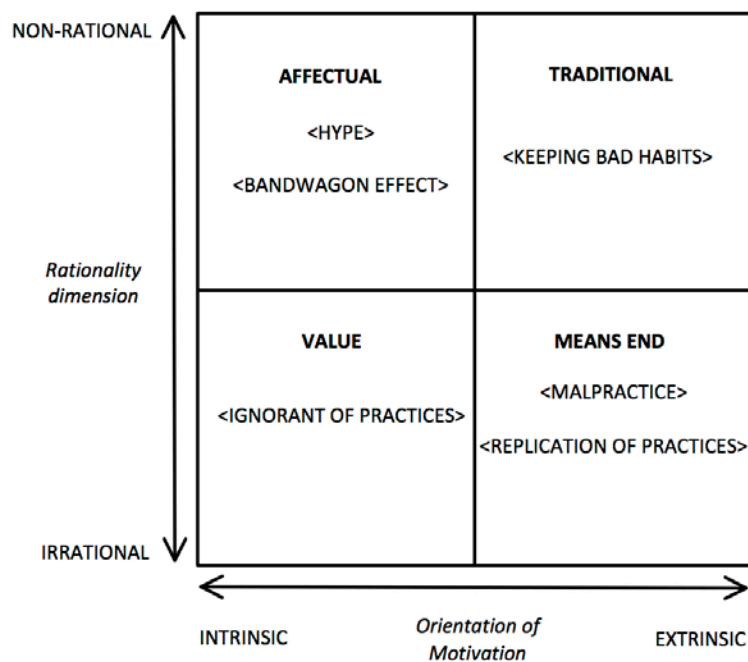 NON-RATIONAL
AFFECTUAL
<HYPE>
<BANDWAGON EFFECT>
TRADITIONAL
<KEEPING BAD HABITS>
Rationality
dimension
VALUE
<IGNORANT OF PRACTICES>
MEANS END
<MALPRACTICE>
<REPLICATION OF PRACTICES>
IRRATIONAL
INTRINSIC
Orientation of
Motivation
EXTRINSIC